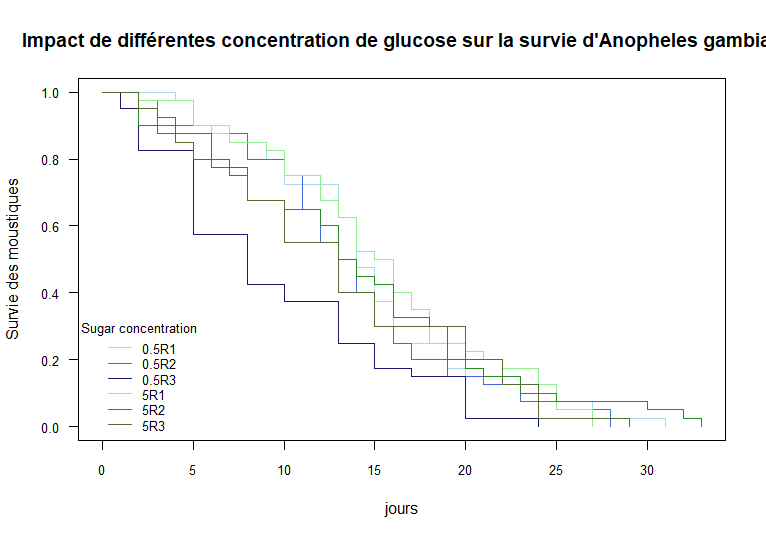 Impact de différentes concentration de glucose sur la survie d'Anopheles gambia
Survie des moustiques
1.0
0.8
0.6
0.4
0.2
0.0
Sugar concentration
0.5R1
0.5R2
0.5R3
5R1
5R2
5R3
0 5 10 15 20 25 30
jours